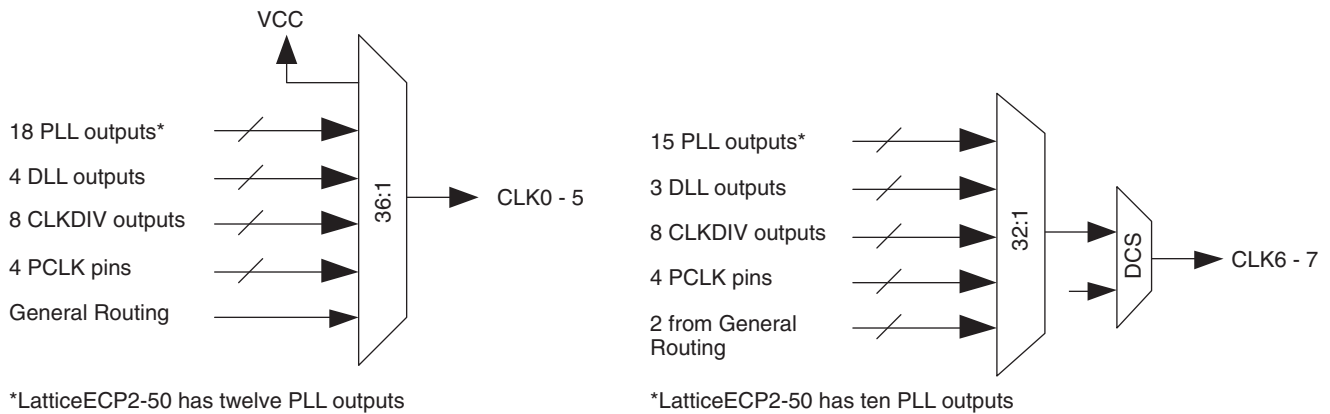 VCC
18 PLL outputs*
4 DLL outputs
8 CLKDIV outputs
4 PCLK pins
General Routing
36:1
CLK0 - 5
*LatticeECP2-50 has twelve PLL outputs
15 PLL outputs*
3 DLL outputs
8 CLKDIV outputs
4 PCLK pins
2 from General
Routing
32:1
DCS
CLK6 - 7
*LatticeECP2-50 has ten PLL outputs